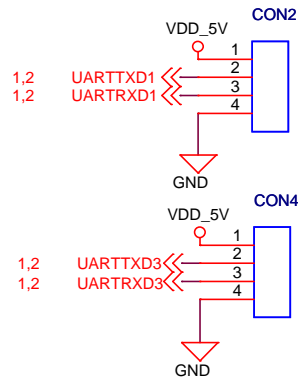 CON2
VDD_5V
1
1,2 UARTTXD1 2
1,2 UARTRXD1 3
4
GND
CON4
VDD_5V
1
1,2 UARTTXD3 2
1,2 UARTRXD3 3
4
GND